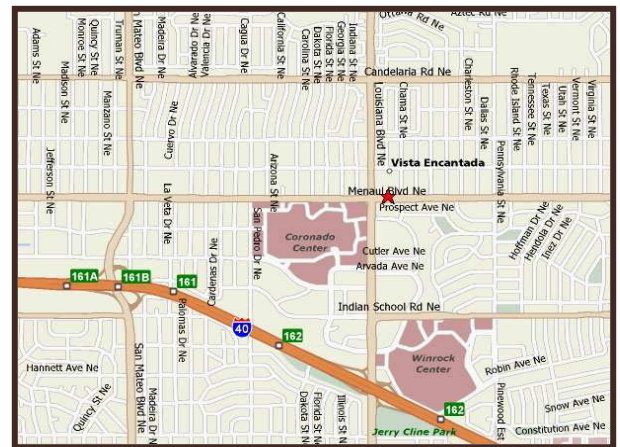 Adams St Ne
Quincy St Ne
Monroe St Ne
Truman St Ne
San Mateo Blvd Ne
Madeira Dr Ne
Alvarado Dr Ne
Valencia Dr Ne
Cagua Dr Ne
California St Ne
Carolina St Ne
Dakota St Ne
Florida St Ne
Georgia St Ne
Indiana St Ne
Ottawa Rd Ne
Aztec Rd Ne
Candelaria Rd Ne
Madison St Ne
Manzano St Ne
Cuervo Dr Ne
Louisiana Blvd Ne
Chama St Ne
Charleston St Ne
Dallas St Ne
Rhode Island St Ne
Tennessee St Ne
Texas St Ne
Utah St Ne
Vermont St Ne
Virginia St Ne
Jefferson St Ne
La Veta Dr Ne
Arizona St Ne
Vista Encantada
Pennsylvania St Ne
Menaul Blvd Ne
Prospect Ave Ne
San Pedro Dr Ne
Coronado
Center
Cutler Ave Ne
Arvada Ave Ne
Hoffman Dr Ne
Hendola Dr Ne
Inez Dr Ne
161A
161B
161
Cardenas Dr Ne
Palomas Dr Ne
Indian School Rd Ne
40
162
Winrock
Center
Hannett Ave Ne
Robin Ave Ne
Quincy St Ne
San Mateo Blvd Ne
Madeira Dr Ne
Dakota St Ne
Florida St Ne
Illinois St Ne
162
Pinewood Est
Snow Ave Ne
Jerry Cline Park
Constitution Ave Ne